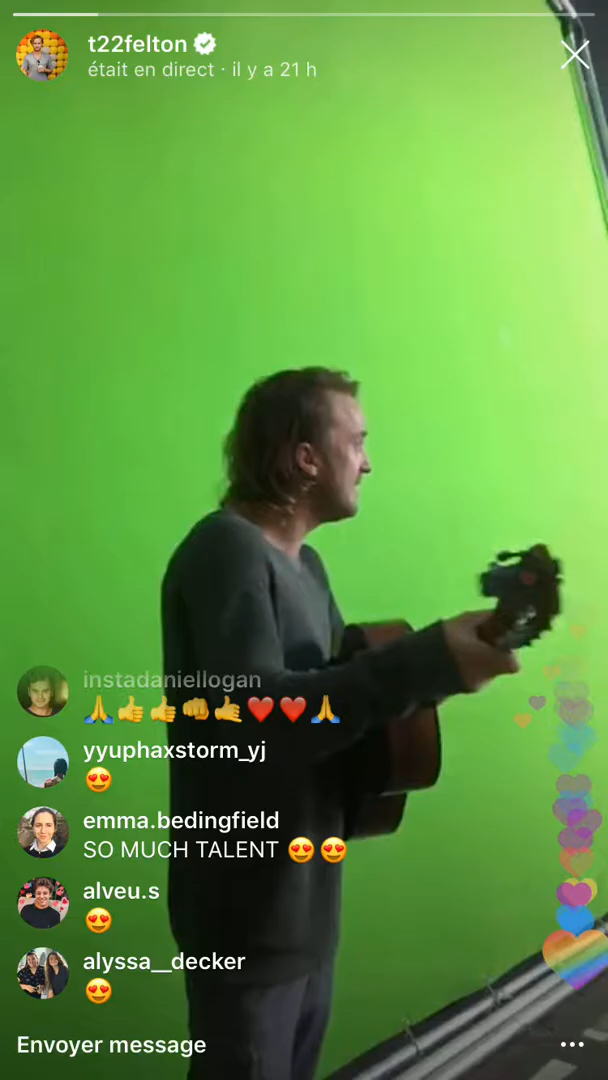 t22felton
était en direct · il y a 21 h
instadaniellogan
🙏👍👍👊🤙❤️❤️🙏
yyuphaxstorm_yj
😍
emma.bedingfield
SO MUCH TALENT 😍😍
alveu.s
😍
alyssa__decker
😍
Envoyer message